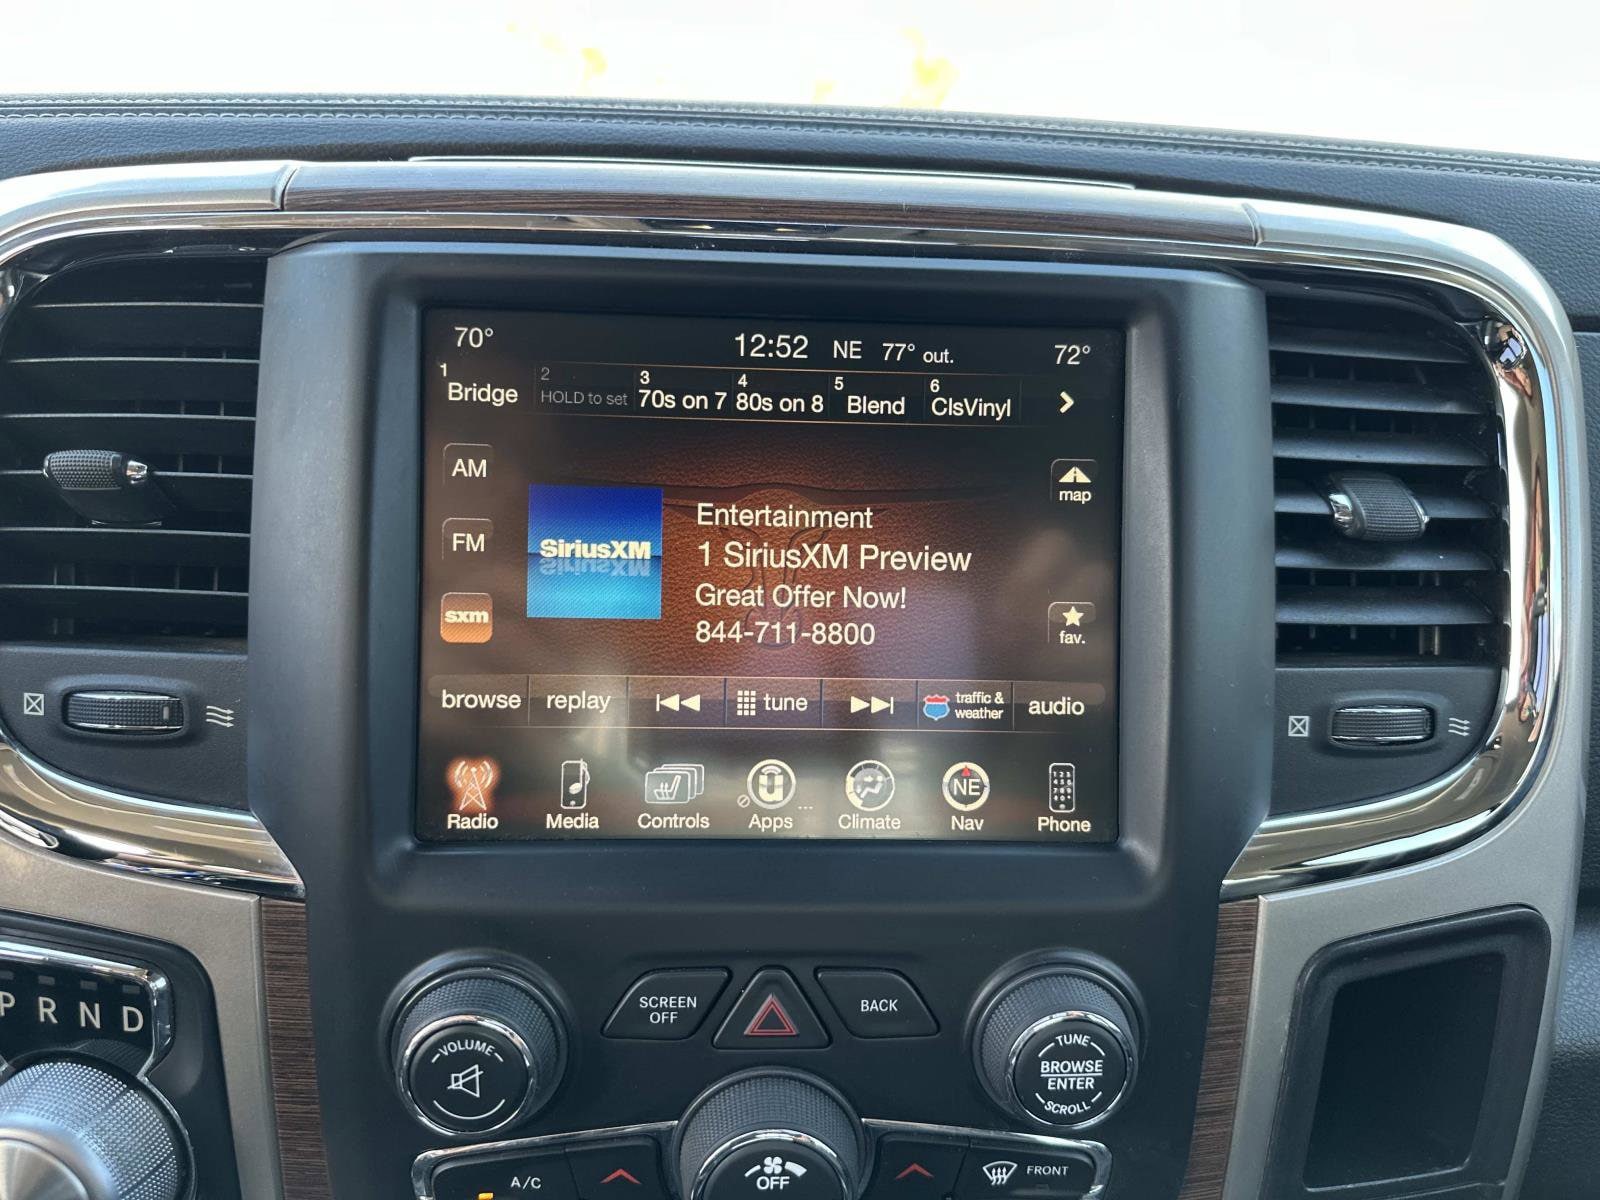 70° 12:52 NE 77° out. 72°
1 Bridge 2 HOLD to set 3 70s on 7 4 80s on 8 5 Blend 6 ClsVinyl
AM
map
FM
SiriusXM
Entertainment
1 SiriusXM Preview
Great Offer Now!
844-711-8800
sxm
fav.
browse replay tune traffic & weather audio
NE
Radio Media Controls Apps ... Climate Nav Phone
P R N D
SCREEN OFF
BACK
VOLUME
TUNE
BROWSE
ENTER
SCROLL
A/C
OFF
FRONT